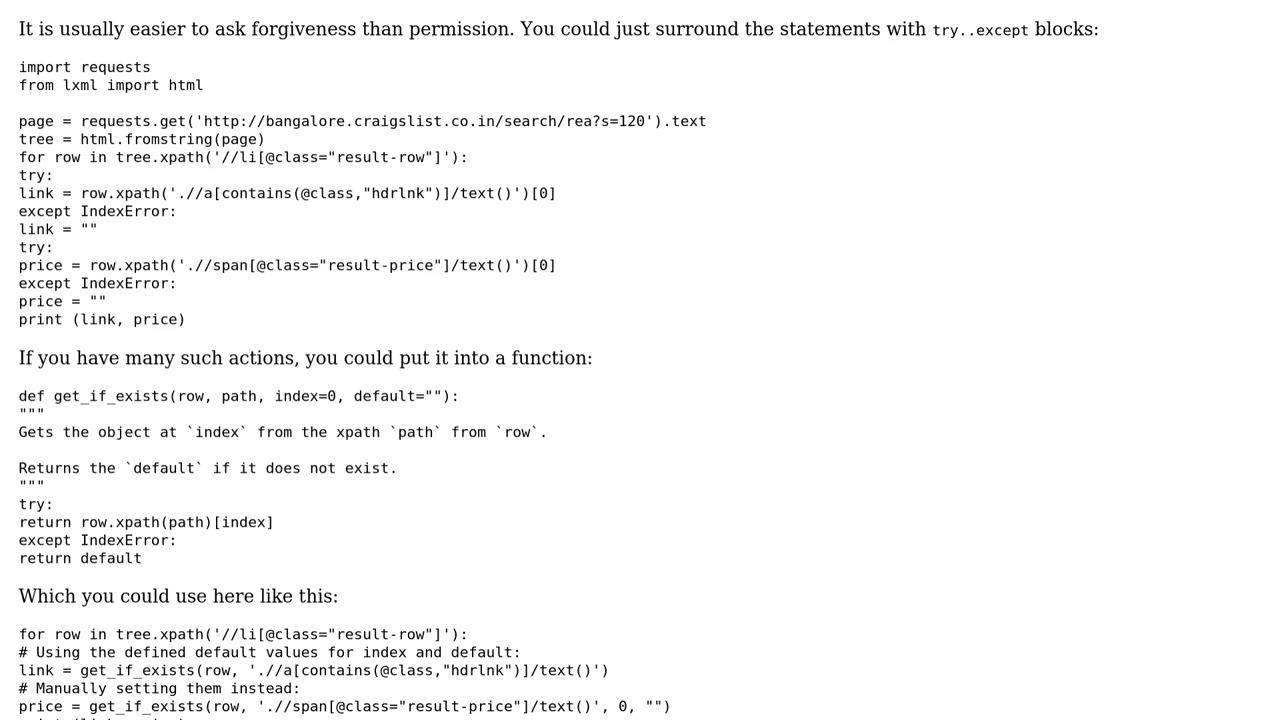 It is usually easier to ask forgiveness than permission. You could just surround the statements with try..except blocks:
import requests
from lxml import html
page = requests.get('http://bangalore.craigslist.co.in/search/rea?s=120').text
tree = html.fromstring(page)
for row in tree.xpath('//li[@class="result-row"]'):
try:
link = row.xpath('.//a[contains(@class,"hdrlnk")]/text()')[0]
except IndexError:
link = ""
try:
price = row.xpath('.//span[@class="result-price"]/text()')[0]
except IndexError:
price = ""
print (link, price)
If you have many such actions, you could put it into a function:
def get_if_exists(row, path, index=0, default=""):
"""
Gets the object at `index` from the xpath `path` from `row`.
Returns the `default` if it does not exist.
"""
try:
return row.xpath(path)[index]
except IndexError:
return default
Which you could use here like this:
for row in tree.xpath('//li[@class="result-row"]'):
# Using the defined default values for index and default:
link = get_if_exists(row, './/a[contains(@class,"hdrlnk")]/text()')
# Manually setting them instead:
price = get_if_exists(row, './/span[@class="result-price"]/text()', 0, "")